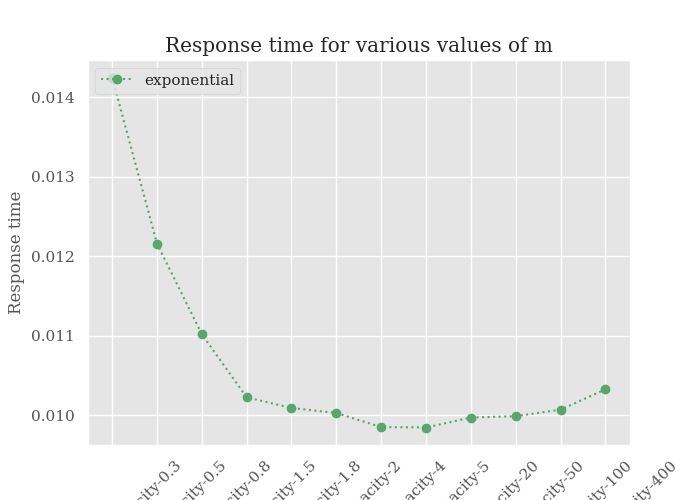 Response time for various values of m
exponential
Response time
0.014
0.013
0.012
0.011
0.010
city-0.3
city-0.5
city-0.8
city-1.5
city-1.8
acity-2
acity-4
acity-5
city-20
city-50
ity-100
ity-400